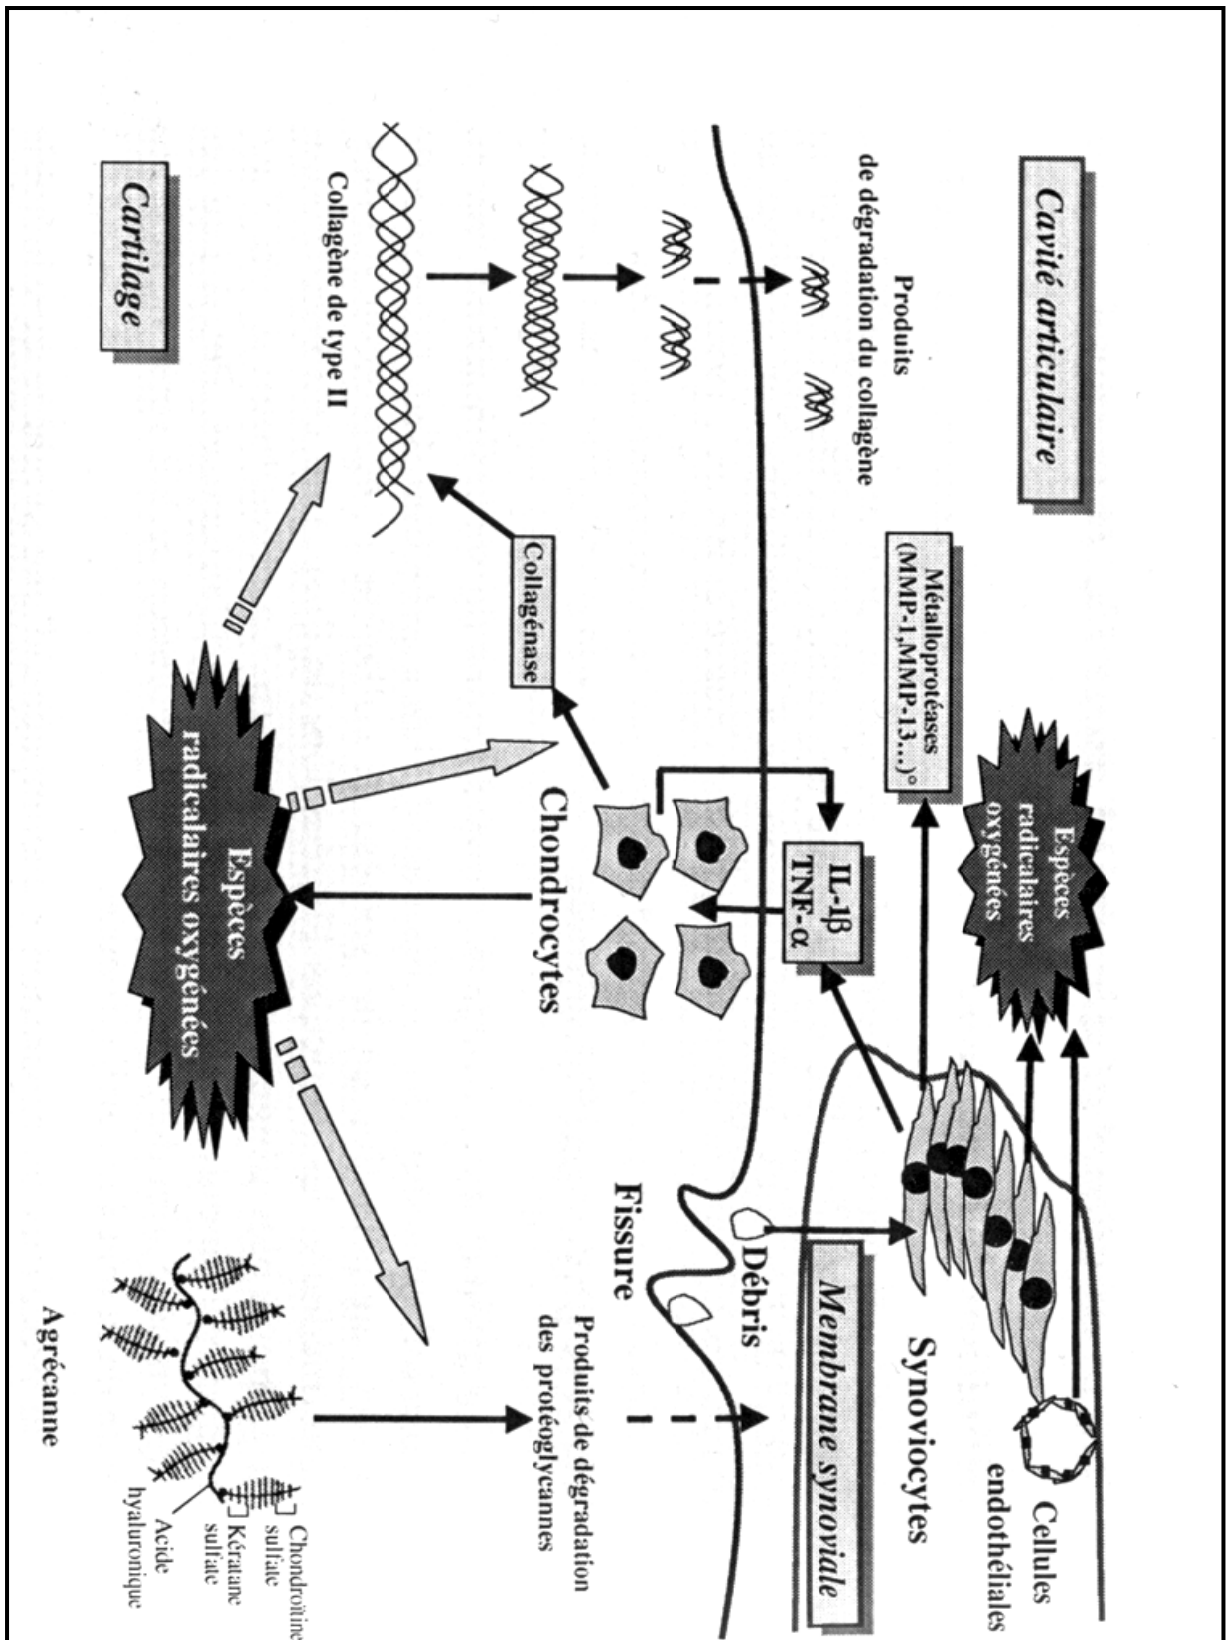 Cavité articulaire
Produits
de dégradation du collagène
Métalloprotéases
(MMP-1,MMP-13...)°
Espèces
radicalaires
oxygénées
Cellules
endothéliales
Synoviocytes
Membrane synoviale
IL-1β
TNF-α
Débris
Fissure
Chondrocytes
Collagénase
Produits de dégradation
des protéoglycannes
Collagène de type II
Cartilage
Espèces
radicalaires oxygénées
Chondroïtine
sulfate
Kératane
sulfate
Acide
hyaluronique
Agrécanne